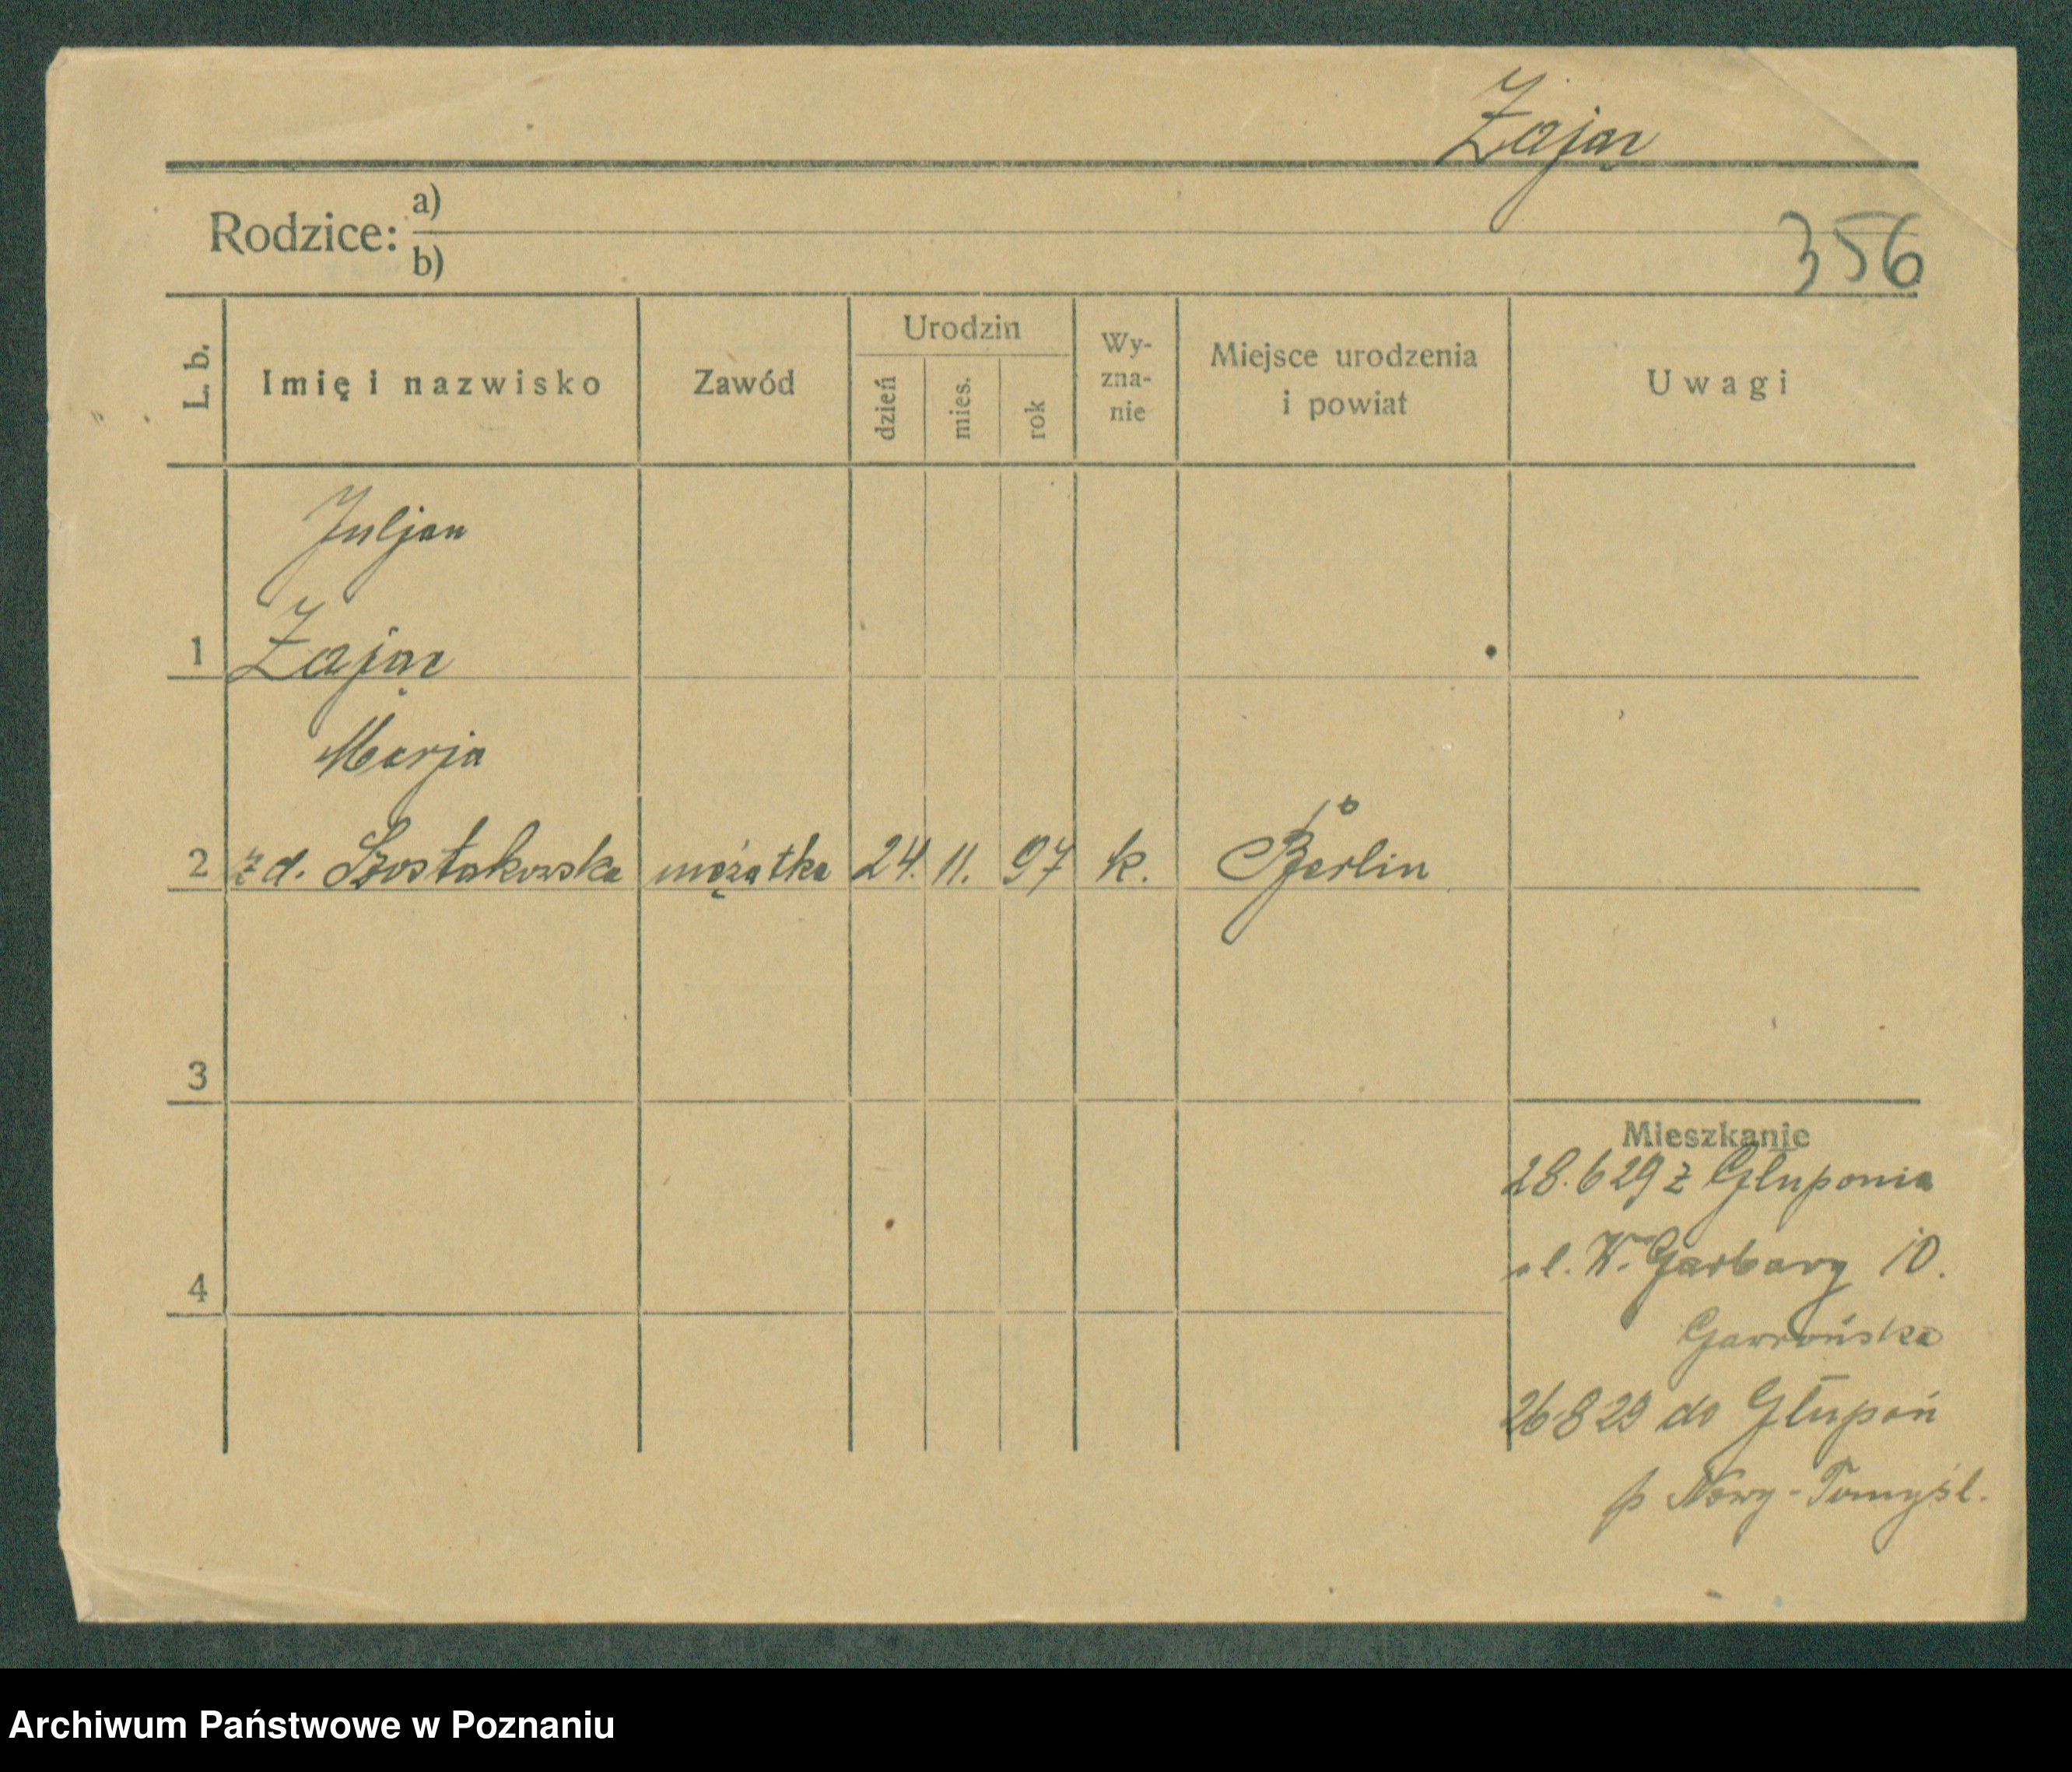 Zając
356
Rodzice: a)
b)
L. b.
Imię i nazwisko
Zawód
Urodzin
dzień
mies.
rok
Wy-
zna-
nie
Miejsce urodzenia
i powiat
Uwagi
Juljan
1 Zając
Marja
2 z d. Szostakowska mężatka 24. 11. 97 k. Berlin
3
4
Mieszkanie
28.6 29 z Głuponia
ul. W. Garbary 10.
Gawrońska
26 8 29 do Głupoń
p Nowy-Tomyśl.
Archiwum Państwowe w Poznaniu